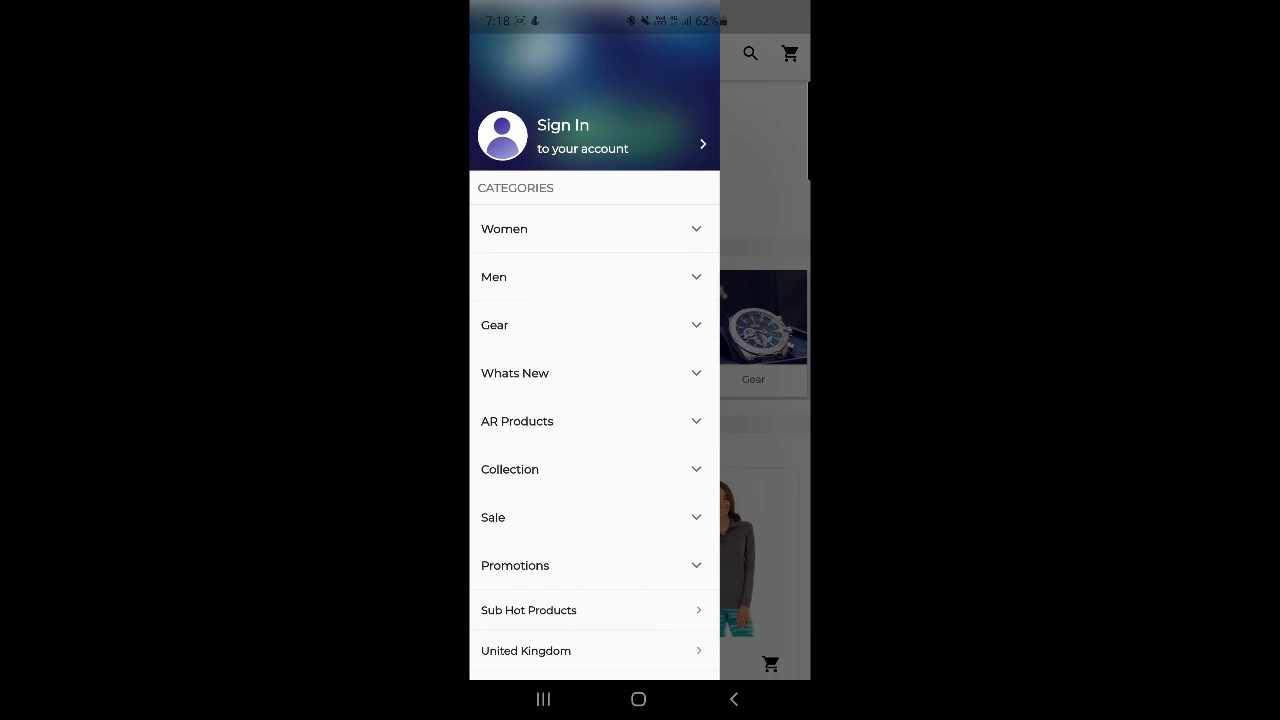 7:18
62%
Sign In
to your account
CATEGORIES
Women
Men
Gear
Whats New
AR Products
Collection
Sale
Promotions
Sub Hot Products
United Kingdom
Gear